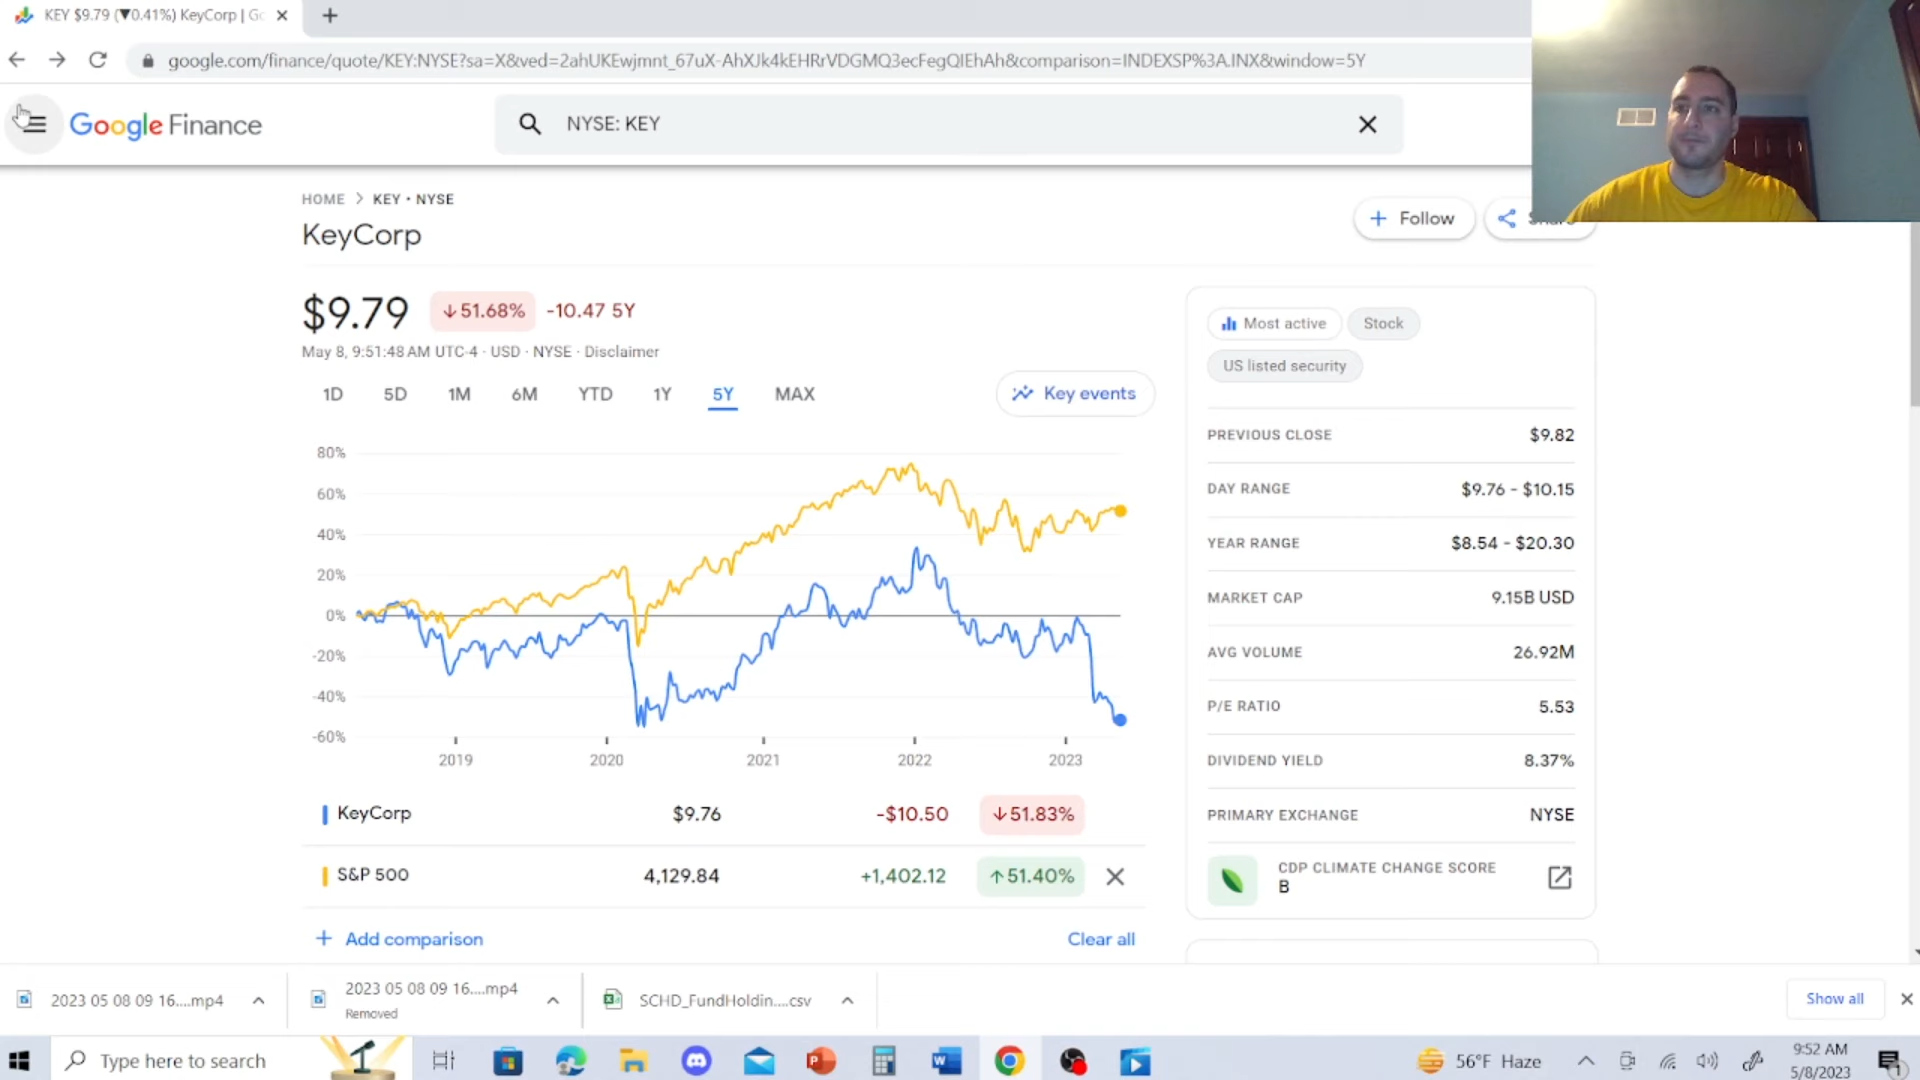 KEY $9.79 (▼0.41%) KeyCorp | Go
google.com/finance/quote/KEY:NYSE?sa=X&ved=2ahUKEwjmnt_67uX-AhXJk4kEHRrVDGMQ3ecFegQIEhAh&comparison=INDEXSP%3A.INX&window=5Y
Google Finance
NYSE: KEY
HOME > KEY • NYSE
KeyCorp
+ Follow
Share
$9.79 ↓51.68% -10.47 5Y
May 8, 9:51:48 AM UTC-4 · USD · NYSE · Disclaimer
1D 5D 1M 6M YTD 1Y 5Y MAX
Key events
80%
60%
40%
20%
0%
-20%
-40%
-60%
2019 2020 2021 2022 2023
KeyCorp $9.76 -$10.50 ↓51.83%
S&P 500 4,129.84 +1,402.12 ↑51.40%
+ Add comparison
Clear all
Most active
Stock
US listed security
PREVIOUS CLOSE $9.82
DAY RANGE $9.76 - $10.15
YEAR RANGE $8.54 - $20.30
MARKET CAP 9.15B USD
AVG VOLUME 26.92M
P/E RATIO 5.53
DIVIDEND YIELD 8.37%
PRIMARY EXCHANGE NYSE
CDP CLIMATE CHANGE SCORE
B
2023 05 08 09 16....mp4
2023 05 08 09 16....mp4
Removed
SCHD_FundHoldin....csv
Show all
Type here to search
56°F Haze
9:52 AM
5/8/2023
1